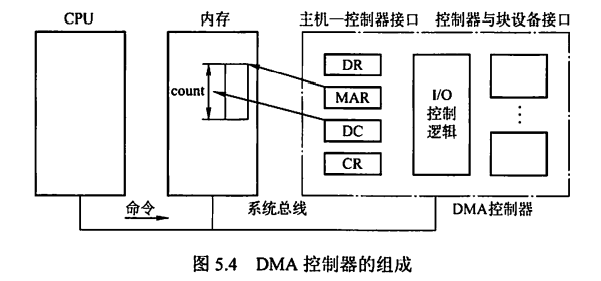 CPU
内存
主机—控制器接口
控制器与块设备接口
count
DR
MAR
DC
CR
I/O
控制
逻辑
⋮
命令
系统总线
DMA控制器
图 5.4 DMA 控制器的组成